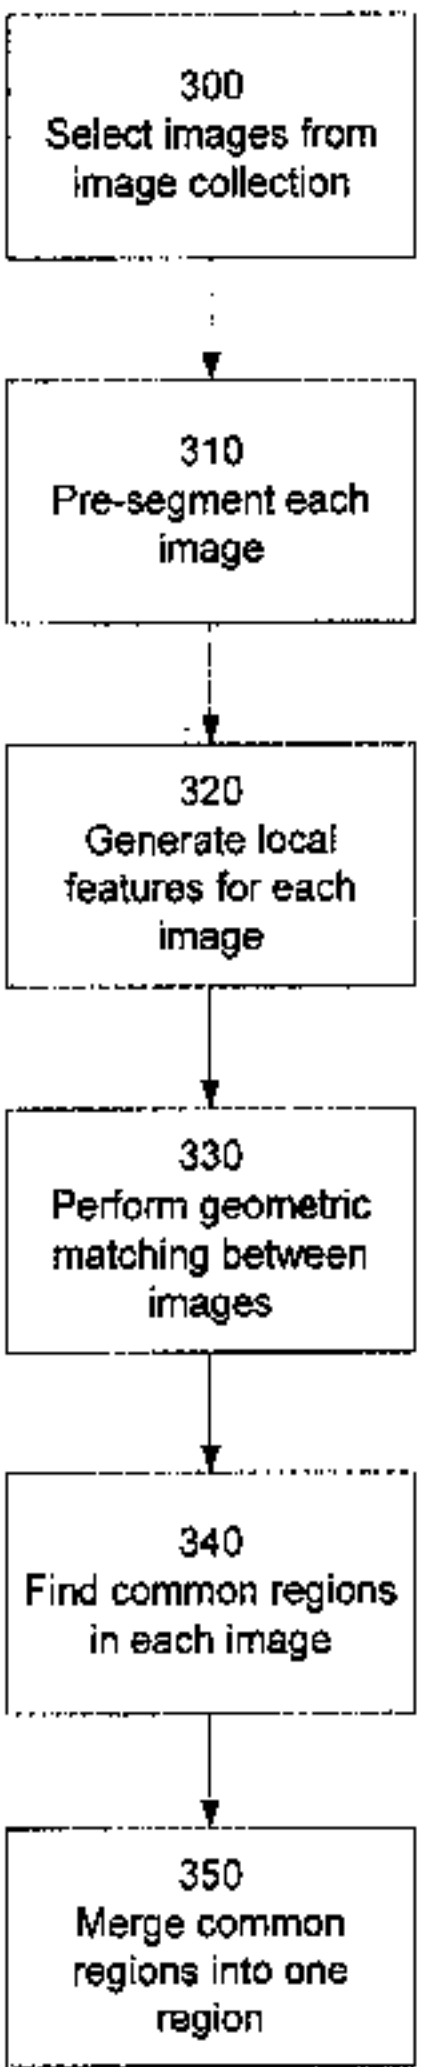 300
Select images from
image collection
310
Pre-segment each
image
320
Generate local
features for each
image
330
Perform geometric
matching between
images
340
Find common regions
in each image
350
Merge common
regions into one
region